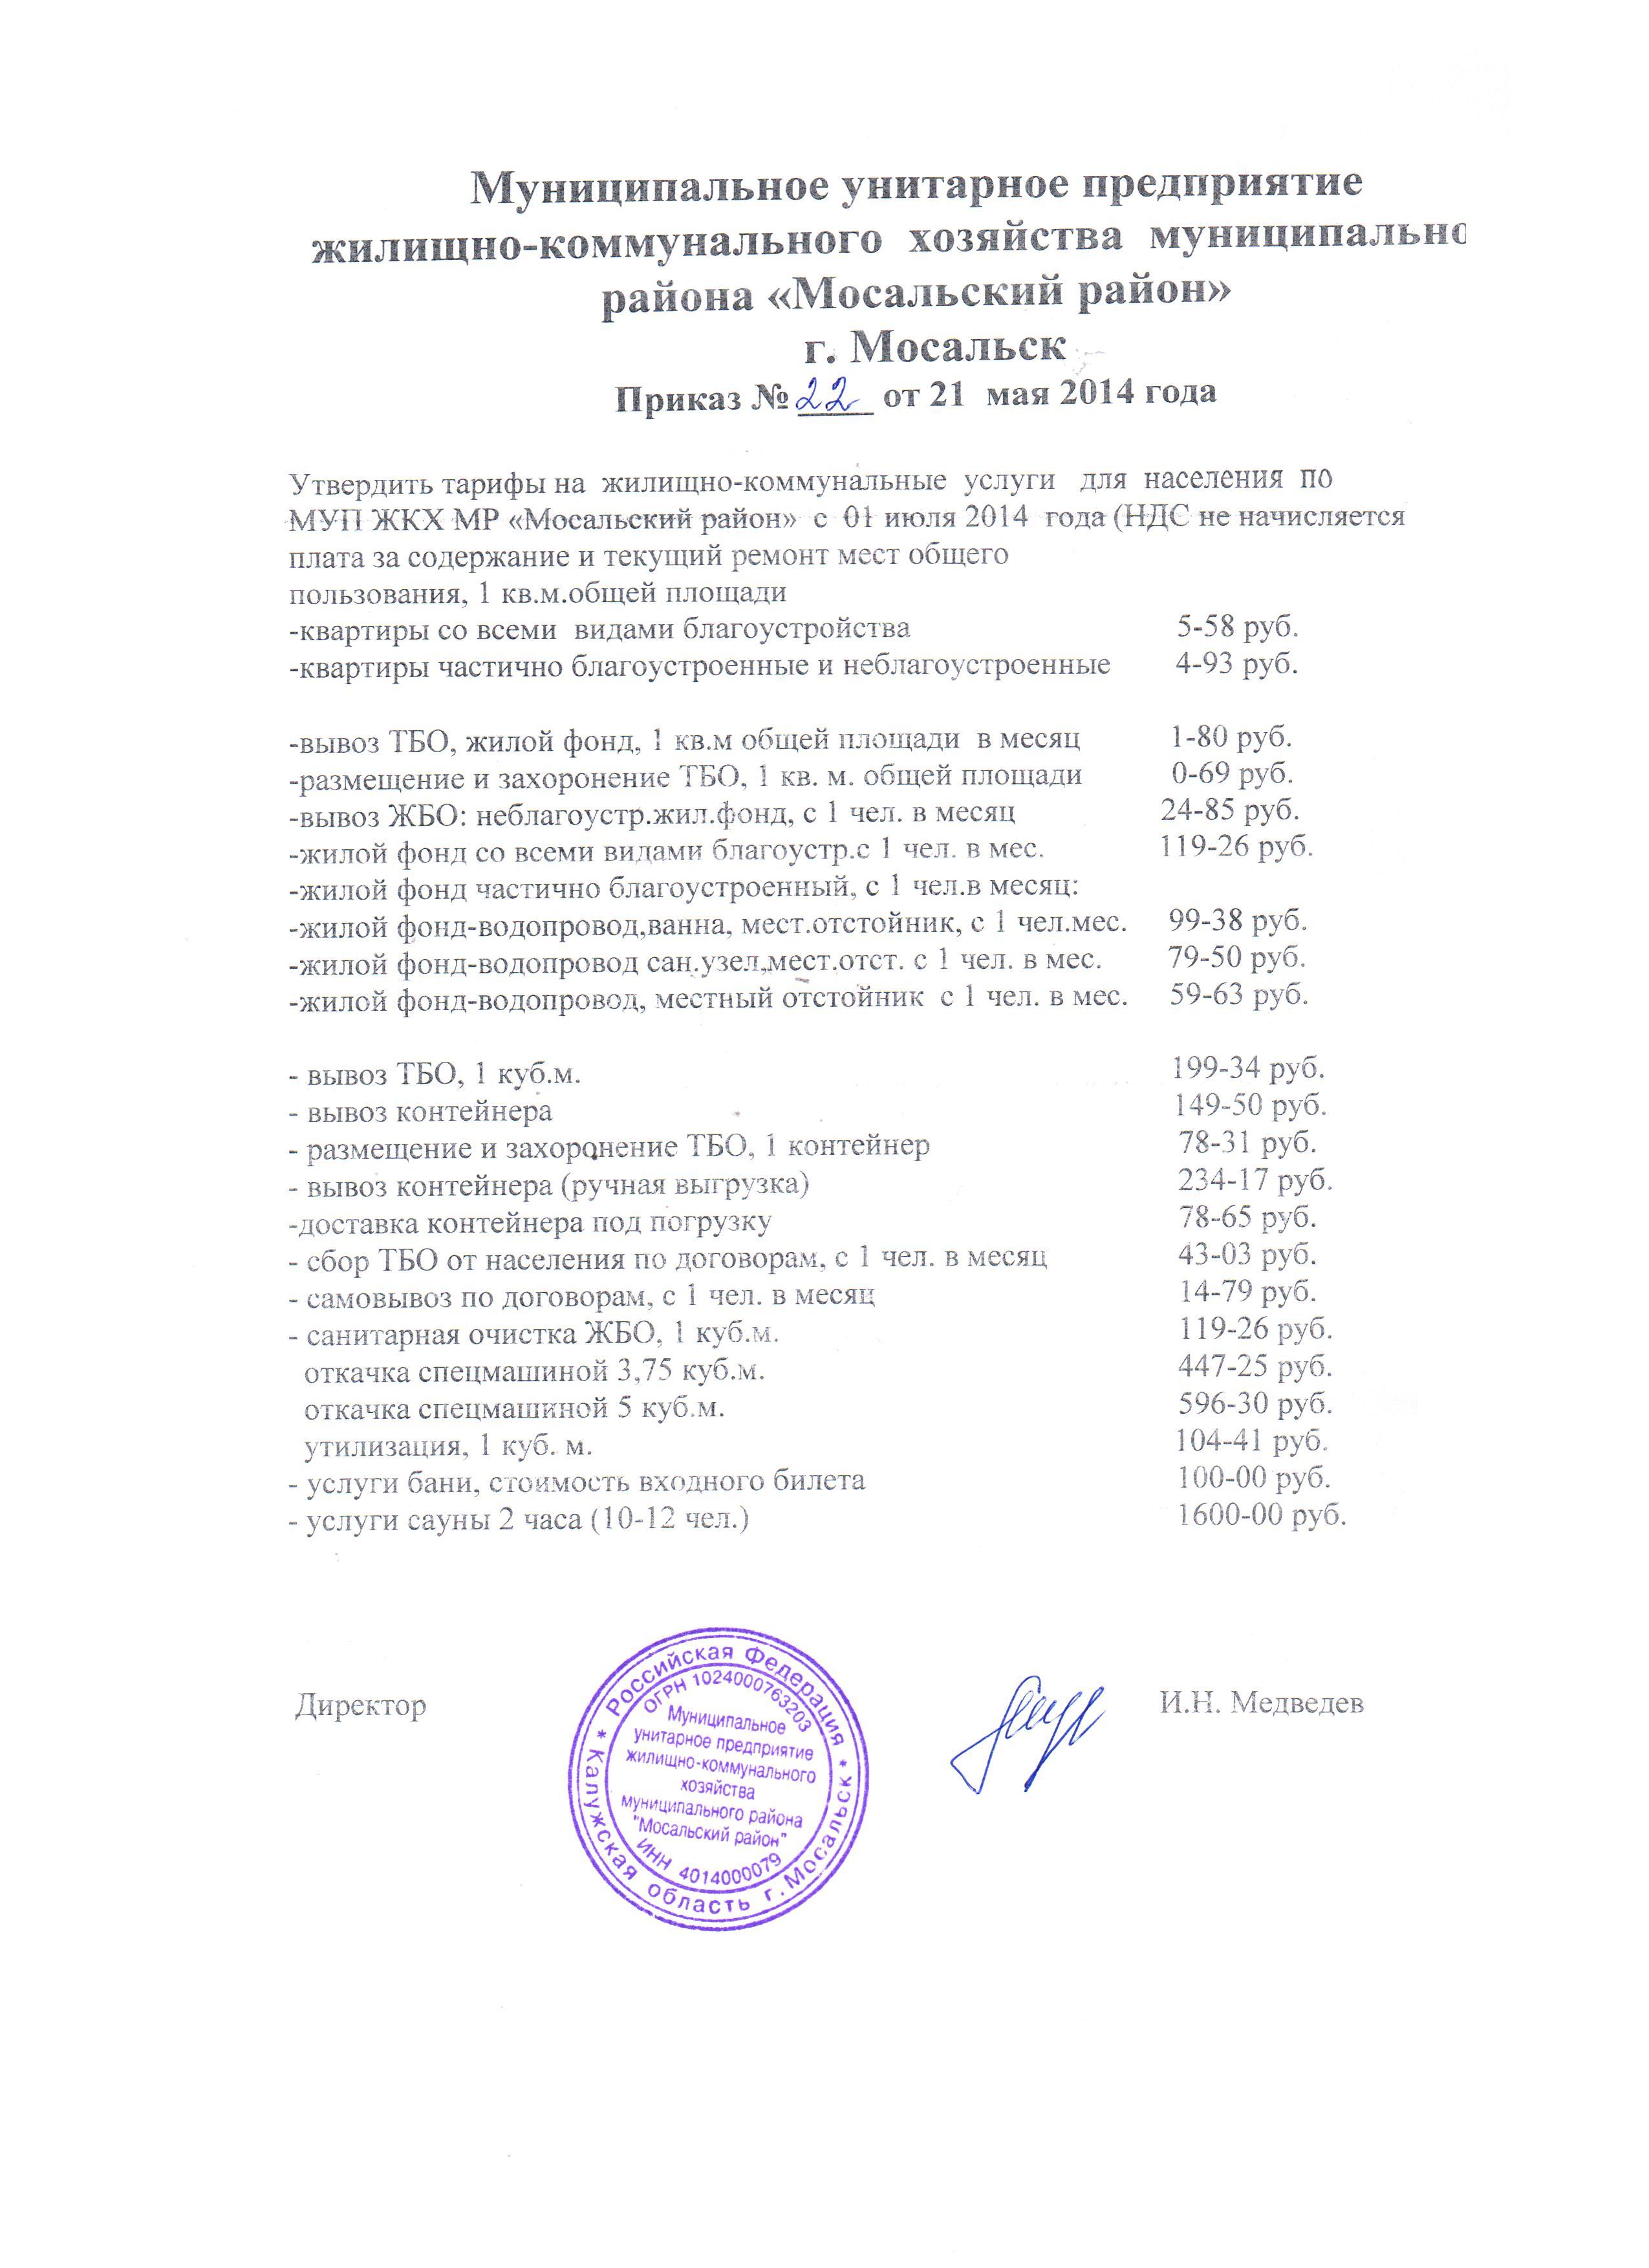 Муниципальное унитарное предприятие
жилищно-коммунального хозяйства муниципально
района «Мосальский район»
г. Мосальск
Приказ № 22 от 21 мая 2014 года
Утвердить тарифы на жилищно-коммунальные услуги для населения по
МУП ЖКХ МР «Мосальский район» с 01 июля 2014 года (НДС не начисляется
плата за содержание и текущий ремонт мест общего
пользования, 1 кв.м.общей площади
-квартиры со всеми видами благоустройства 5-58 руб.
-квартиры частично благоустроенные и неблагоустроенные 4-93 руб.
-вывоз ТБО, жилой фонд, 1 кв.м общей площади в месяц 1-80 руб.
-размещение и захоронение ТБО, 1 кв. м. общей площади 0-69 руб.
-вывоз ЖБО: неблагоустр.жил.фонд, с 1 чел. в месяц 24-85 руб.
-жилой фонд со всеми видами благоустр.с 1 чел. в мес. 119-26 руб.
-жилой фонд частично благоустроенный, с 1 чел.в месяц:
-жилой фонд-водопровод,ванна, мест.отстойник, с 1 чел.мес. 99-38 руб.
-жилой фонд-водопровод сан.узел,мест.отст. с 1 чел. в мес. 79-50 руб.
-жилой фонд-водопровод, местный отстойник с 1 чел. в мес. 59-63 руб.
- вывоз ТБО, 1 куб.м. 199-34 руб.
- вывоз контейнера 149-50 руб.
- размещение и захоронение ТБО, 1 контейнер 78-31 руб.
- вывоз контейнера (ручная выгрузка) 234-17 руб.
-доставка контейнера под погрузку 78-65 руб.
- сбор ТБО от населения по договорам, с 1 чел. в месяц 43-03 руб.
- самовывоз по договорам, с 1 чел. в месяц 14-79 руб.
- санитарная очистка ЖБО, 1 куб.м. 119-26 руб.
откачка спецмашиной 3,75 куб.м. 447-25 руб.
откачка спецмашиной 5 куб.м. 596-30 руб.
утилизация, 1 куб. м. 104-41 руб.
- услуги бани, стоимость входного билета 100-00 руб.
- услуги сауны 2 часа (10-12 чел.) 1600-00 руб.
Директор И.Н. Медведев
* Российская Федерация *
Калужская область г.Мосальск
ОГРН 1024000763203
Муниципальное
унитарное предприятие
жилищно-коммунального
хозяйства
муниципального района
"Мосальский район"
ИНН 4014000079